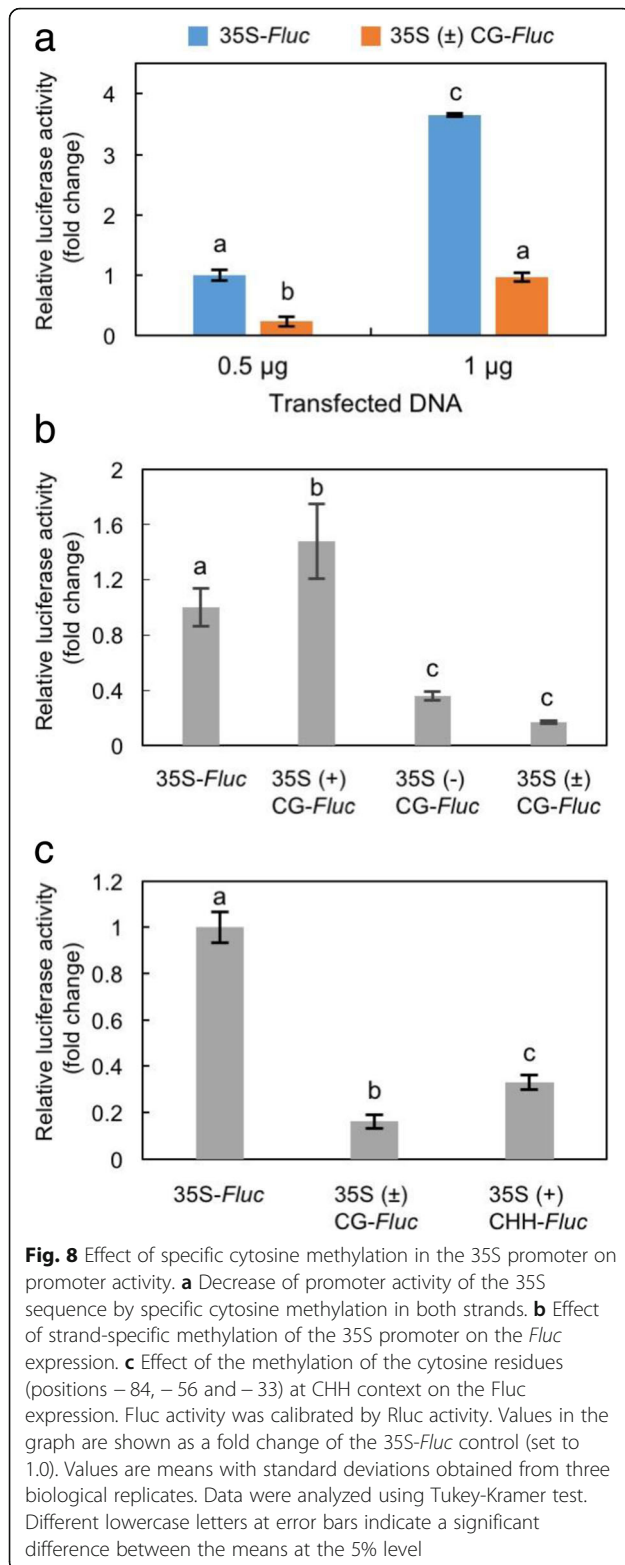 a
35S-Fluc 35S (±) CG-Fluc
Relative luciferase activity
(fold change)
4
3
2
1
0
a
b
c
a
0.5 µg 1 µg
Transfected DNA
b
Relative luciferase activity
(fold change)
2
1.6
1.2
0.8
0.4
0
a
b
c
c
35S-Fluc 35S (+) 35S (-) 35S (±)
CG-Fluc CG-Fluc CG-Fluc
c
Relative luciferase activity
(fold change)
1.2
1
0.8
0.6
0.4
0.2
0
a
b
c
35S-Fluc 35S (±) 35S (+)
CG-Fluc CHH-Fluc
Fig. 8 Effect of specific cytosine methylation in the 35S promoter on
promoter activity. a Decrease of promoter activity of the 35S
sequence by specific cytosine methylation in both strands. b Effect
of strand-specific methylation of the 35S promoter on the Fluc
expression. c Effect of the methylation of the cytosine residues
(positions − 84, − 56 and − 33) at CHH context on the Fluc
expression. Fluc activity was calibrated by Rluc activity. Values in the
graph are shown as a fold change of the 35S-Fluc control (set to
1.0). Values are means with standard deviations obtained from three
biological replicates. Data were analyzed using Tukey-Kramer test.
Different lowercase letters at error bars indicate a significant
difference between the means at the 5% level